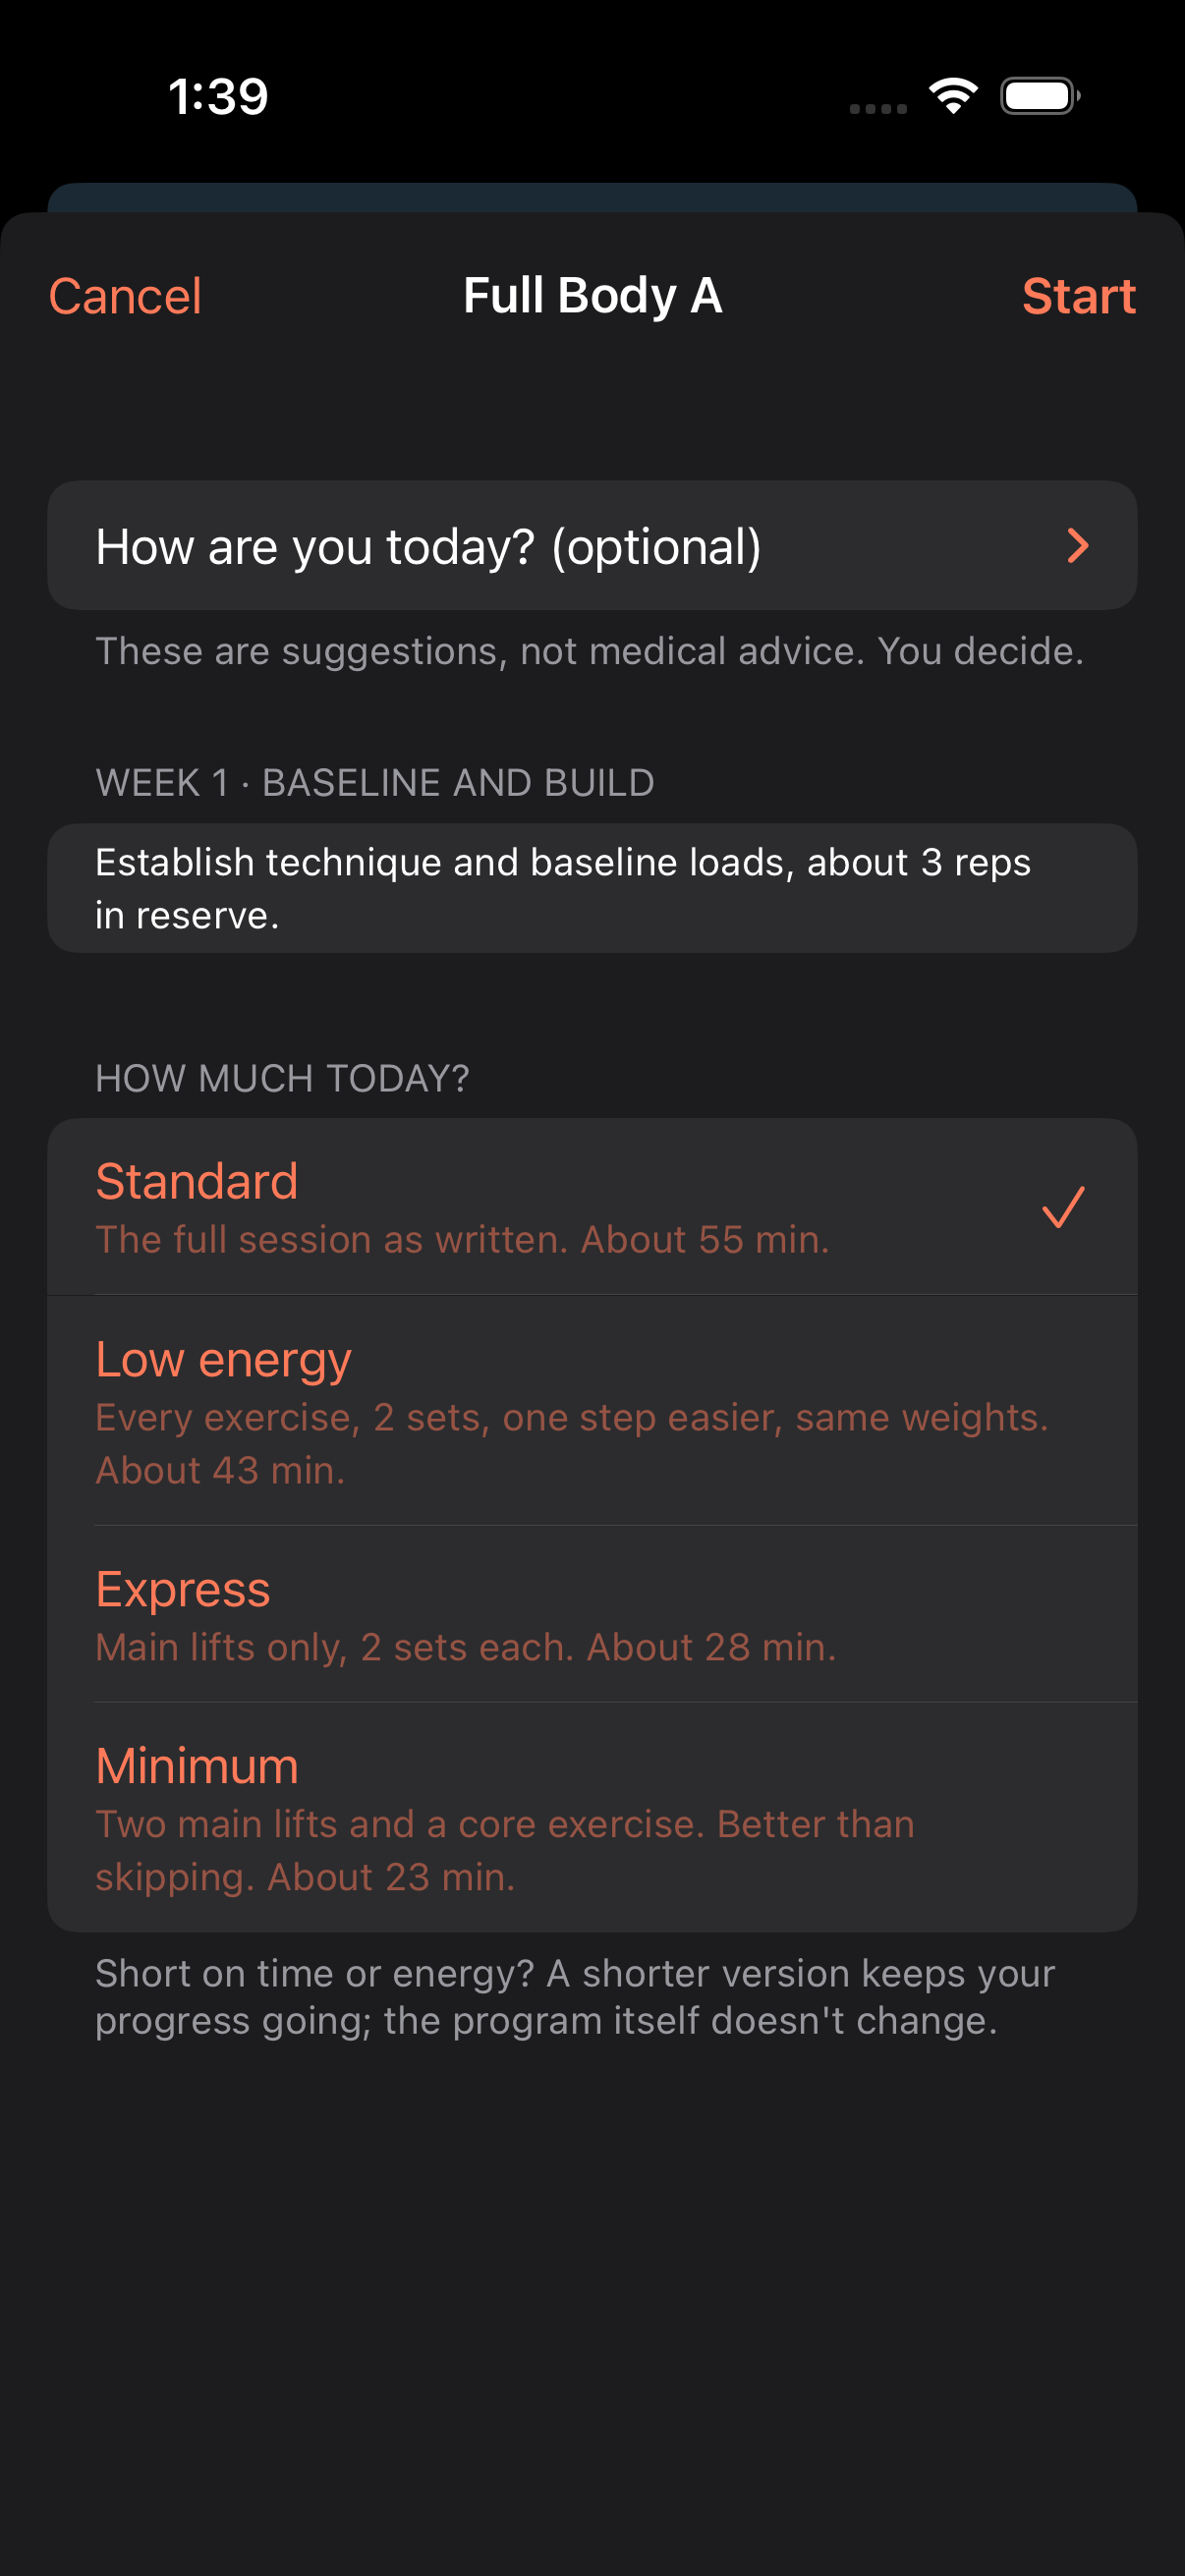 1:39
Cancel Full Body A Start
How are you today? (optional)
These are suggestions, not medical advice. You decide.
WEEK 1 · BASELINE AND BUILD
Establish technique and baseline loads, about 3 reps
in reserve.
HOW MUCH TODAY?
Standard
The full session as written. About 55 min.
Low energy
Every exercise, 2 sets, one step easier, same weights.
About 43 min.
Express
Main lifts only, 2 sets each. About 28 min.
Minimum
Two main lifts and a core exercise. Better than
skipping. About 23 min.
Short on time or energy? A shorter version keeps your
progress going; the program itself doesn't change.